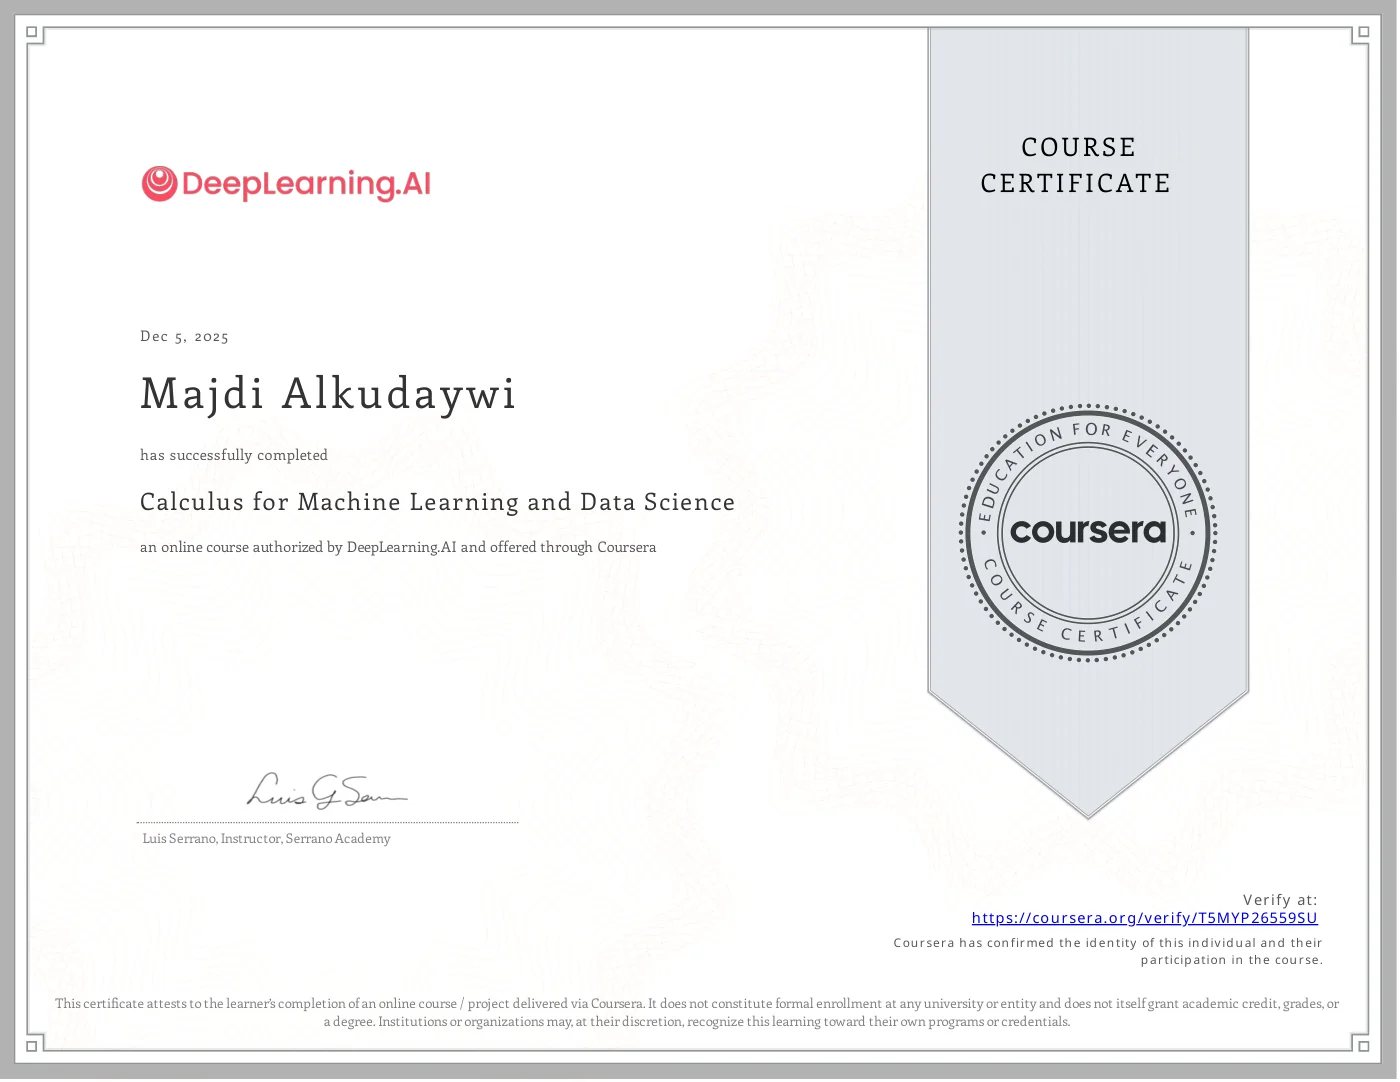 DeepLearning.AI
COURSE
CERTIFICATE
Dec 5, 2025
Majdi Alkudaywi
has successfully completed
Calculus for Machine Learning and Data Science
an online course authorized by DeepLearning.AI and offered through Coursera
EDUCATION FOR EVERYONE
coursera
COURSE CERTIFICATE
Luis G Serrano
Luis Serrano, Instructor, Serrano Academy
Verify at:
https://coursera.org/verify/T5MYP26559SU
Coursera has confirmed the identity of this individual and their
participation in the course.
This certificate attests to the learner's completion of an online course / project delivered via Coursera. It does not constitute formal enrollment at any university or entity and does not itself grant academic credit, grades, or
a degree. Institutions or organizations may, at their discretion, recognize this learning toward their own programs or credentials.